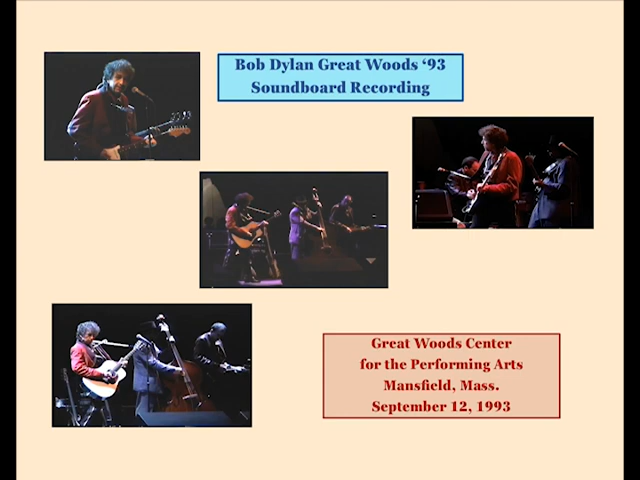 Bob Dylan Great Woods ‘93
Soundboard Recording
Great Woods Center
for the Performing Arts
Mansfield, Mass.
September 12, 1993